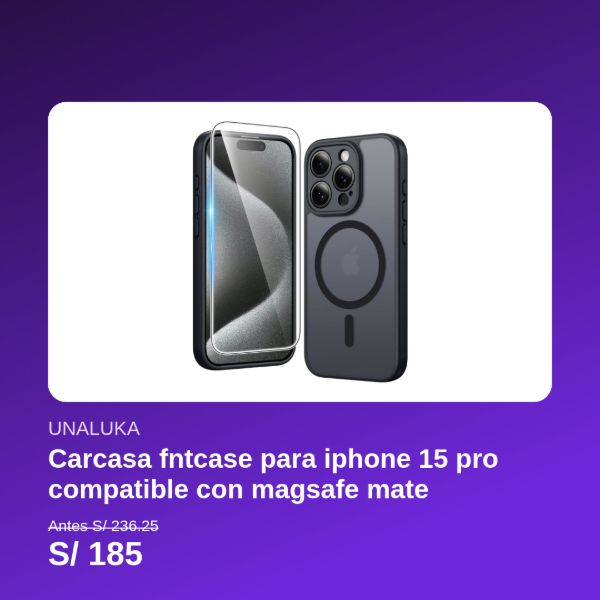 UNALUKA
Carcasa fntcase para iphone 15 pro
compatible con magsafe mate
Antes S/ 236.25
S/ 185